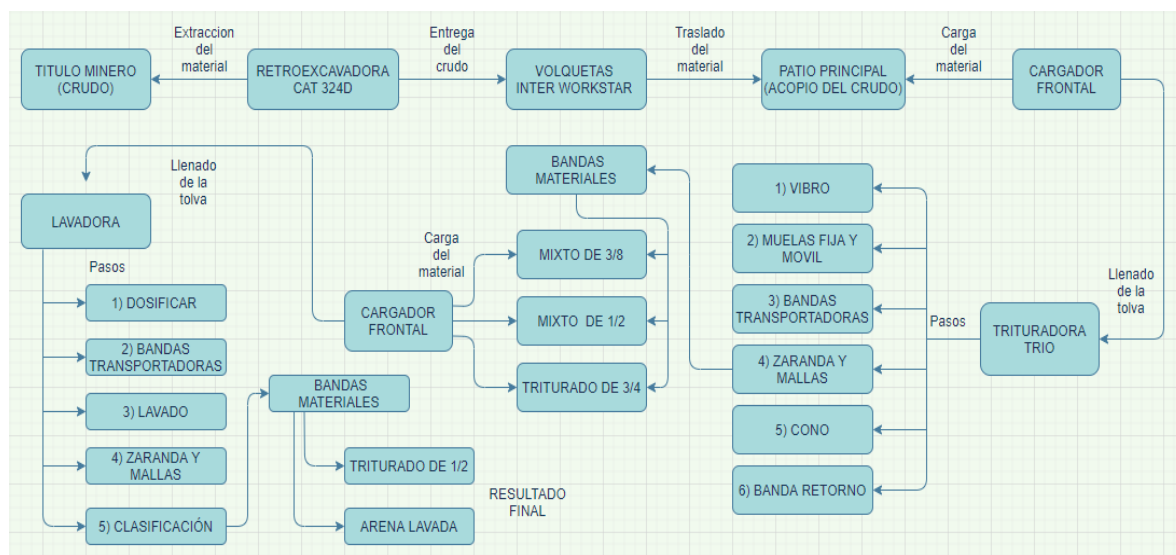 Extraccion
del
material
Entrega
del
crudo
Traslado
del
material
Carga
del
material
TITULO MINERO
(CRUDO)
RETROEXCAVADORA
CAT 324D
VOLQUETAS
INTER WORKSTAR
PATIO PRINCIPAL
(ACOPIO DEL CRUDO)
CARGADOR
FRONTAL
Llenado
de la
tolva
TRITURADORA
TRIO
Pasos
1) VIBRO
2) MUELAS FIJA Y
MOVIL
3) BANDAS
TRANSPORTADORAS
4) ZARANDA Y
MALLAS
5) CONO
6) BANDA RETORNO
BANDAS
MATERIALES
MIXTO DE 3/8
MIXTO DE 1/2
TRITURADO DE 3/4
Carga
del
material
CARGADOR
FRONTAL
Llenado
de la
tolva
LAVADORA
Pasos
1) DOSIFICAR
2) BANDAS
TRANSPORTADORAS
3) LAVADO
4) ZARANDA Y
MALLAS
5) CLASIFICACIÓN
BANDAS
MATERIALES
TRITURADO DE 1/2
ARENA LAVADA
RESULTADO
FINAL